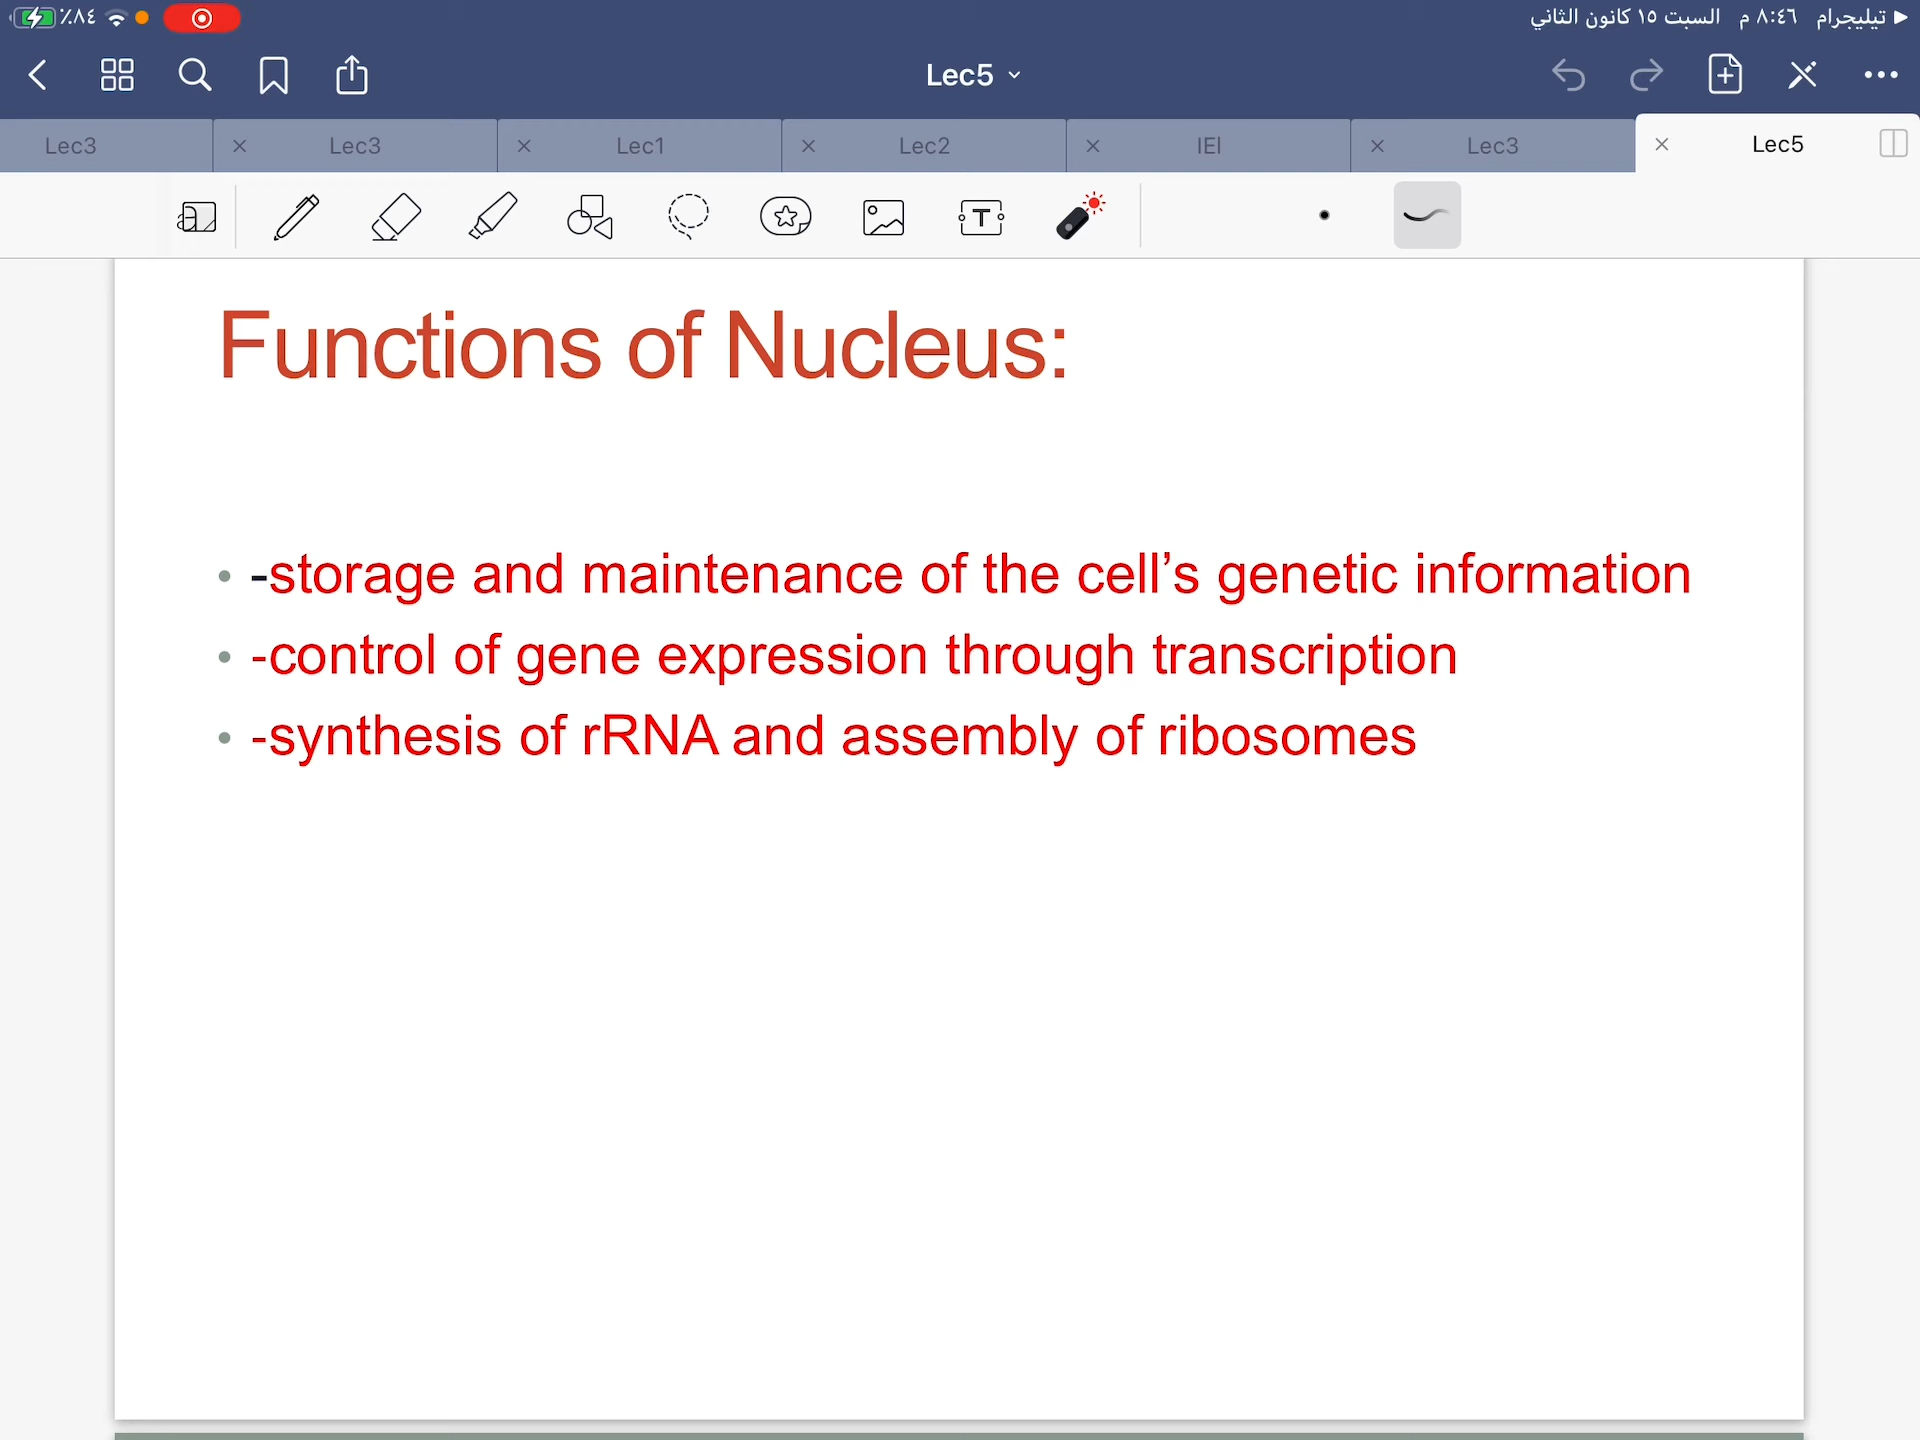 ٪٨٤
تيليجرام ٨:٤٦ م السبت ١٥ كانون الثاني
Lec5
Lec3 Lec3 Lec1 Lec2 IEI Lec3 Lec5
Functions of Nucleus:
• -storage and maintenance of the cell’s genetic information
• -control of gene expression through transcription
• -synthesis of rRNA and assembly of ribosomes